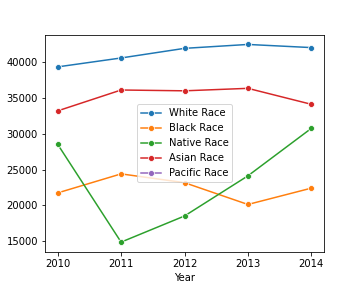 40000
35000
30000
25000
20000
15000
White Race
Black Race
Native Race
Asian Race
Pacific Race
2010 2011 2012 2013 2014
Year